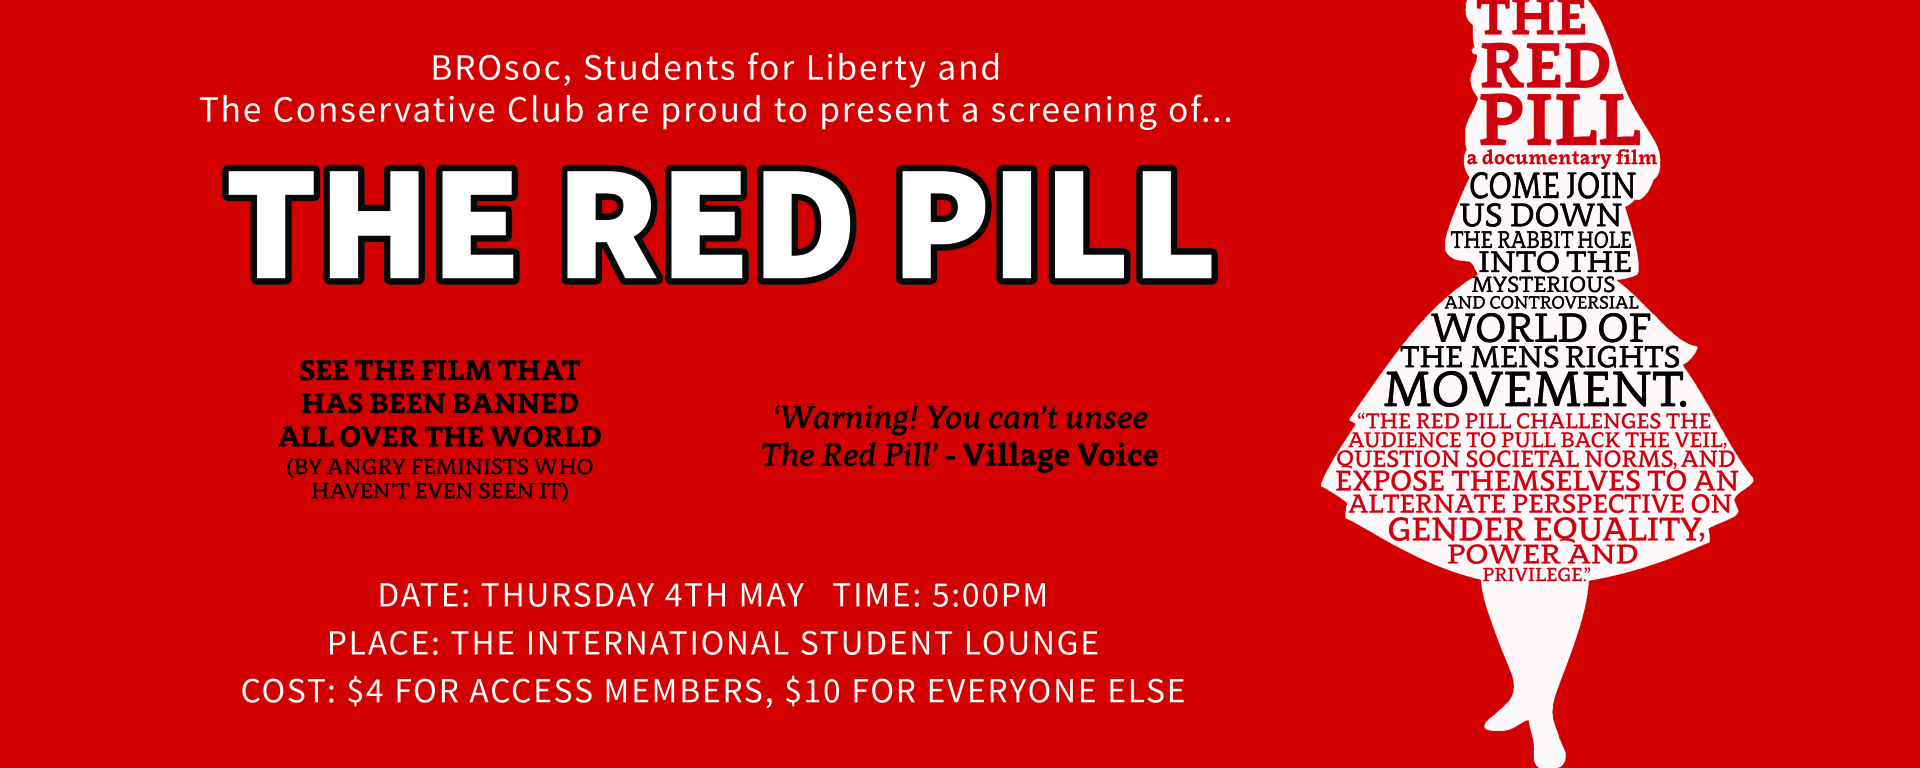 BROsoc, Students for Liberty and
The Conservative Club are proud to present a screening of...
THE RED PILL
SEE THE FILM THAT
HAS BEEN BANNED
ALL OVER THE WORLD
(BY ANGRY FEMINISTS WHO
HAVEN'T EVEN SEEN IT)
‘Warning! You can’t unsee
The Red Pill’ - Village Voice
DATE: THURSDAY 4TH MAY TIME: 5:00PM
PLACE: THE INTERNATIONAL STUDENT LOUNGE
COST: $4 FOR ACCESS MEMBERS, $10 FOR EVERYONE ELSE
THE
RED
PILL
a documentary film
COME JOIN
US DOWN
THE RABBIT HOLE
INTO THE
MYSTERIOUS
AND CONTROVERSIAL
WORLD OF
THE MENS RIGHTS
MOVEMENT.
“THE RED PILL CHALLENGES THE
AUDIENCE TO PULL BACK THE VEIL,
QUESTION SOCIETAL NORMS, AND
EXPOSE THEMSELVES TO AN
ALTERNATE PERSPECTIVE ON
GENDER EQUALITY,
POWER AND
PRIVILEGE.”